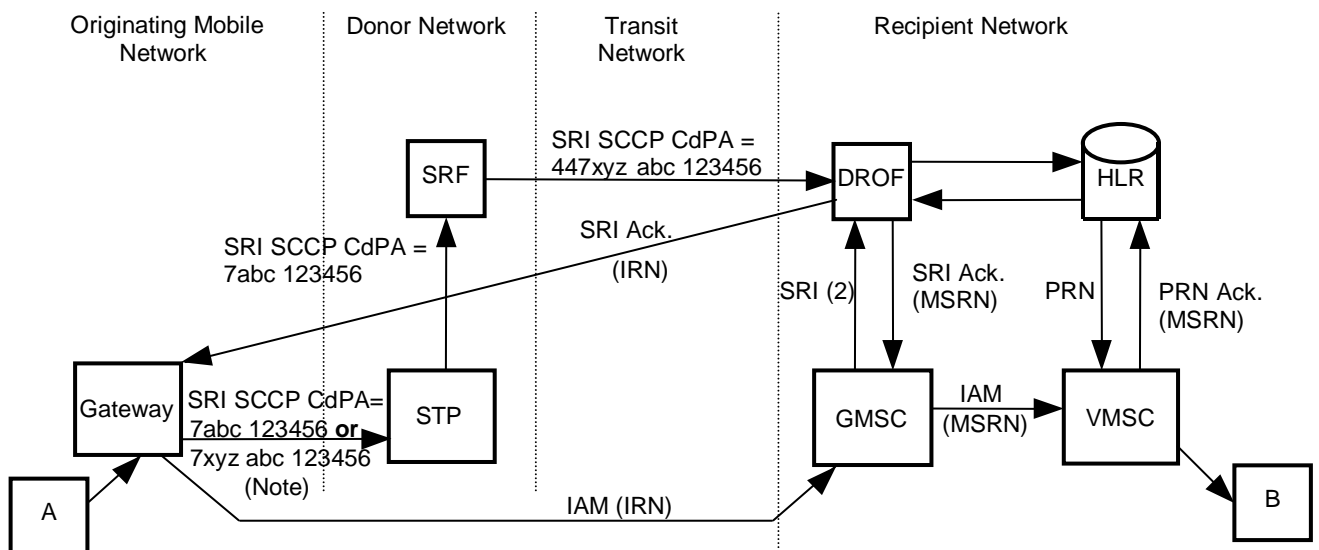 Originating Mobile
Network
Donor Network
Transit
Network
Recipient Network
SRI SCCP CdPA =
447xyz abc 123456
SRF
DROF
HLR
SRI Ack.
(IRN)
SRI SCCP CdPA =
7abc 123456
SRI (2)
SRI Ack.
(MSRN)
PRN
PRN Ack.
(MSRN)
Gateway
SRI SCCP CdPA=
7abc 123456 or
7xyz abc 123456
(Note)
STP
GMSC
IAM
(MSRN)
VMSC
A
IAM (IRN)
B